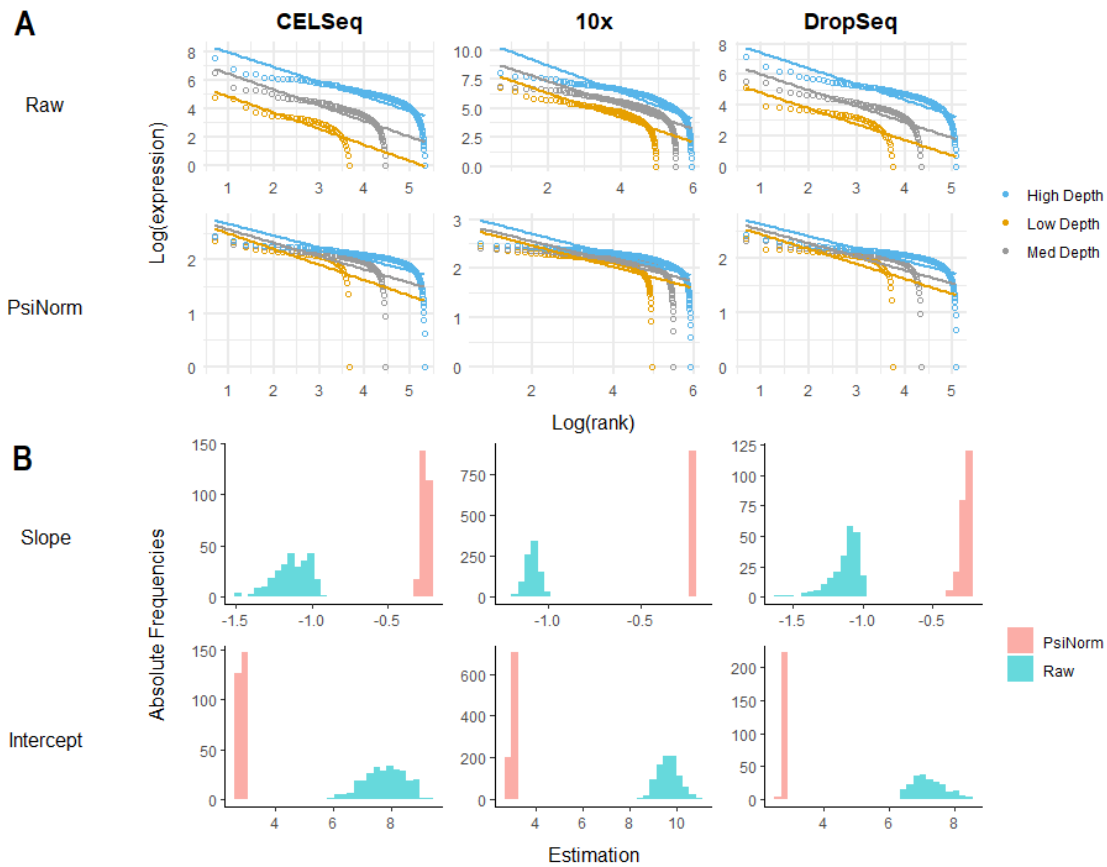 A
CELSeq
10x
DropSeq
Raw
Log(expression)
8
6
4
2
0
1 2 3 4 5
10.0
7.5
5.0
2.5
0.0
2 4 6
8
6
4
2
0
1 2 3 4 5
High Depth
Low Depth
Med Depth
PsiNorm
2
1
0
1 2 3 4 5
3
2
1
0
2 4 6
2
1
0
1 2 3 4 5
Log(rank)
B
Slope
Absolute Frequencies
150
100
50
0
-1.5 -1.0 -0.5
750
500
250
0
-1.0 -0.5
125
100
75
50
25
0
-1.5 -1.0 -0.5
PsiNorm
Raw
Intercept
150
100
50
0
4 6 8
600
400
200
0
4 6 8 10
200
150
100
50
0
4 6 8
Estimation